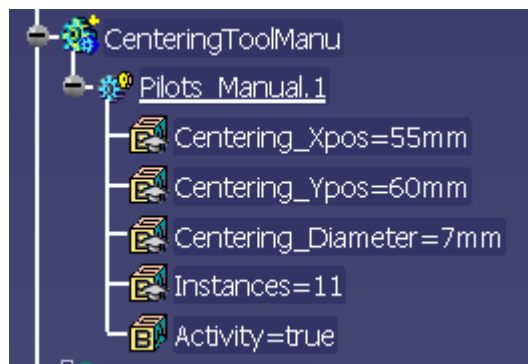 CenteringToolManu
Pilots_Manual.1
Centering_Xpos=55mm
Centering_Ypos=60mm
Centering_Diameter=7mm
Instances=11
Activity=true